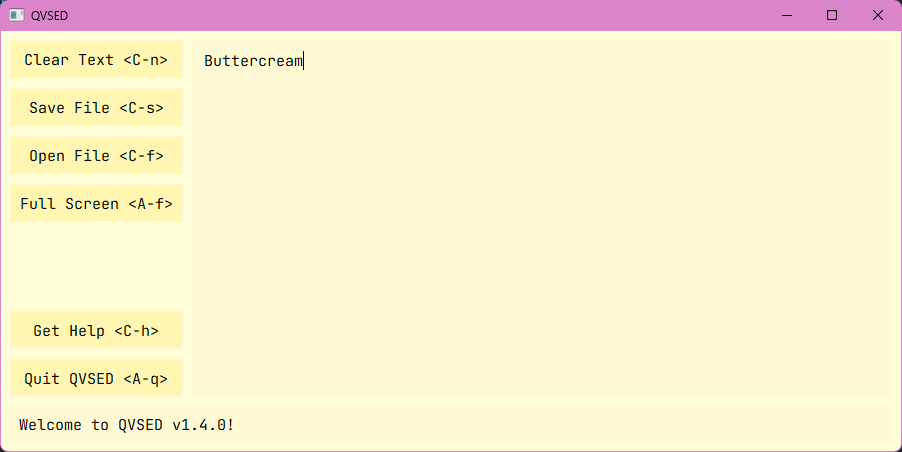 QVSED
Clear Text <C-n>
Save File <C-s>
Open File <C-f>
Full Screen <A-f>
Get Help <C-h>
Quit QVSED <A-q>
Buttercream
Welcome to QVSED v1.4.0!